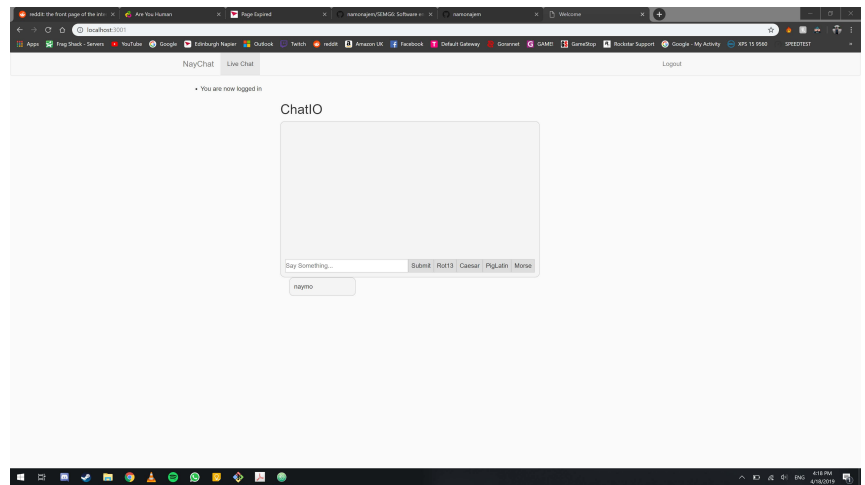 reddit: the front page of the inte
Are You Human
Page Expired
namonajem/SEMG6: Software en
namonajem
Welcome
localhost:3001
Apps
Frag Shack - Servers
YouTube
Google
Edinburgh Napier
Outlook
Twitch
reddit
Amazon UK
Facebook
Default Gateway
Gorannet
GAME!
GameStop
Rockstar Support
Google - My Activity
XPS 15 9560
SPEEDTEST
NayChat
Live Chat
Logout
You are now logged in
ChatIO
Say Something...
Submit
Rot13
Caesar
PigLatin
Morse
naymo
ENG
4:18 PM
4/18/2019